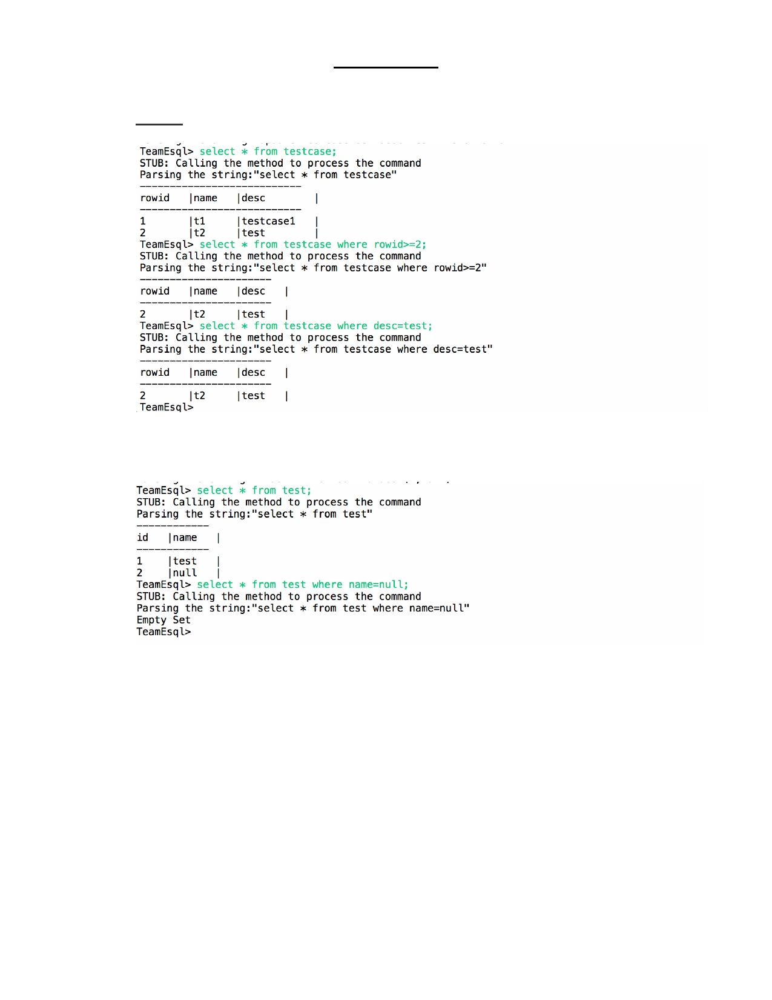 TeamEsql> select * from testcase;
STUB: Calling the method to process the command
Parsing the string:"select * from testcase"
---------------------------
rowid   |name   |desc        |
---------------------------
1       |t1     |testcase1   |
2       |t2     |test        |
TeamEsql> select * from testcase where rowid>=2;
STUB: Calling the method to process the command
Parsing the string:"select * from testcase where rowid>=2"
----------------------
rowid   |name   |desc   |
----------------------
2       |t2     |test   |
TeamEsql> select * from testcase where desc=test;
STUB: Calling the method to process the command
Parsing the string:"select * from testcase where desc=test"
----------------------
rowid   |name   |desc   |
----------------------
2       |t2     |test   |
TeamEsql>
TeamEsql> select * from test;
STUB: Calling the method to process the command
Parsing the string:"select * from test"
------------
id   |name   |
------------
1    |test   |
2    |null   |
TeamEsql> select * from test where name=null;
STUB: Calling the method to process the command
Parsing the string:"select * from test where name=null"
Empty Set
TeamEsql>